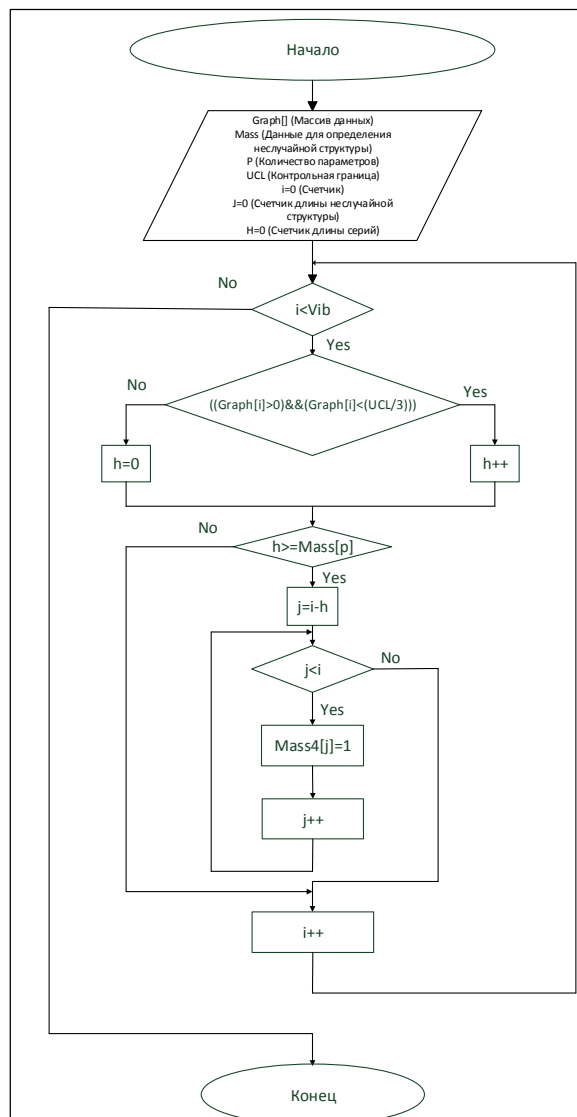 Начало
Graph[] (Массив данных)
Mass (Данные для определения
неслучайной структуры)
P (Количество параметров)
UCL (Контрольная граница)
i=0 (Счетчик)
J=0 (Счетчик длины неслучайной
структуры)
H=0 (Счетчик длины серий)
No
i<Vib
Yes
No
((Graph[i]>0)&&(Graph[i]<(UCL/3)))
Yes
h=0
h++
No
h>=Mass[p]
Yes
j=i-h
j<i
No
Yes
Mass4[j]=1
j++
i++
Конец